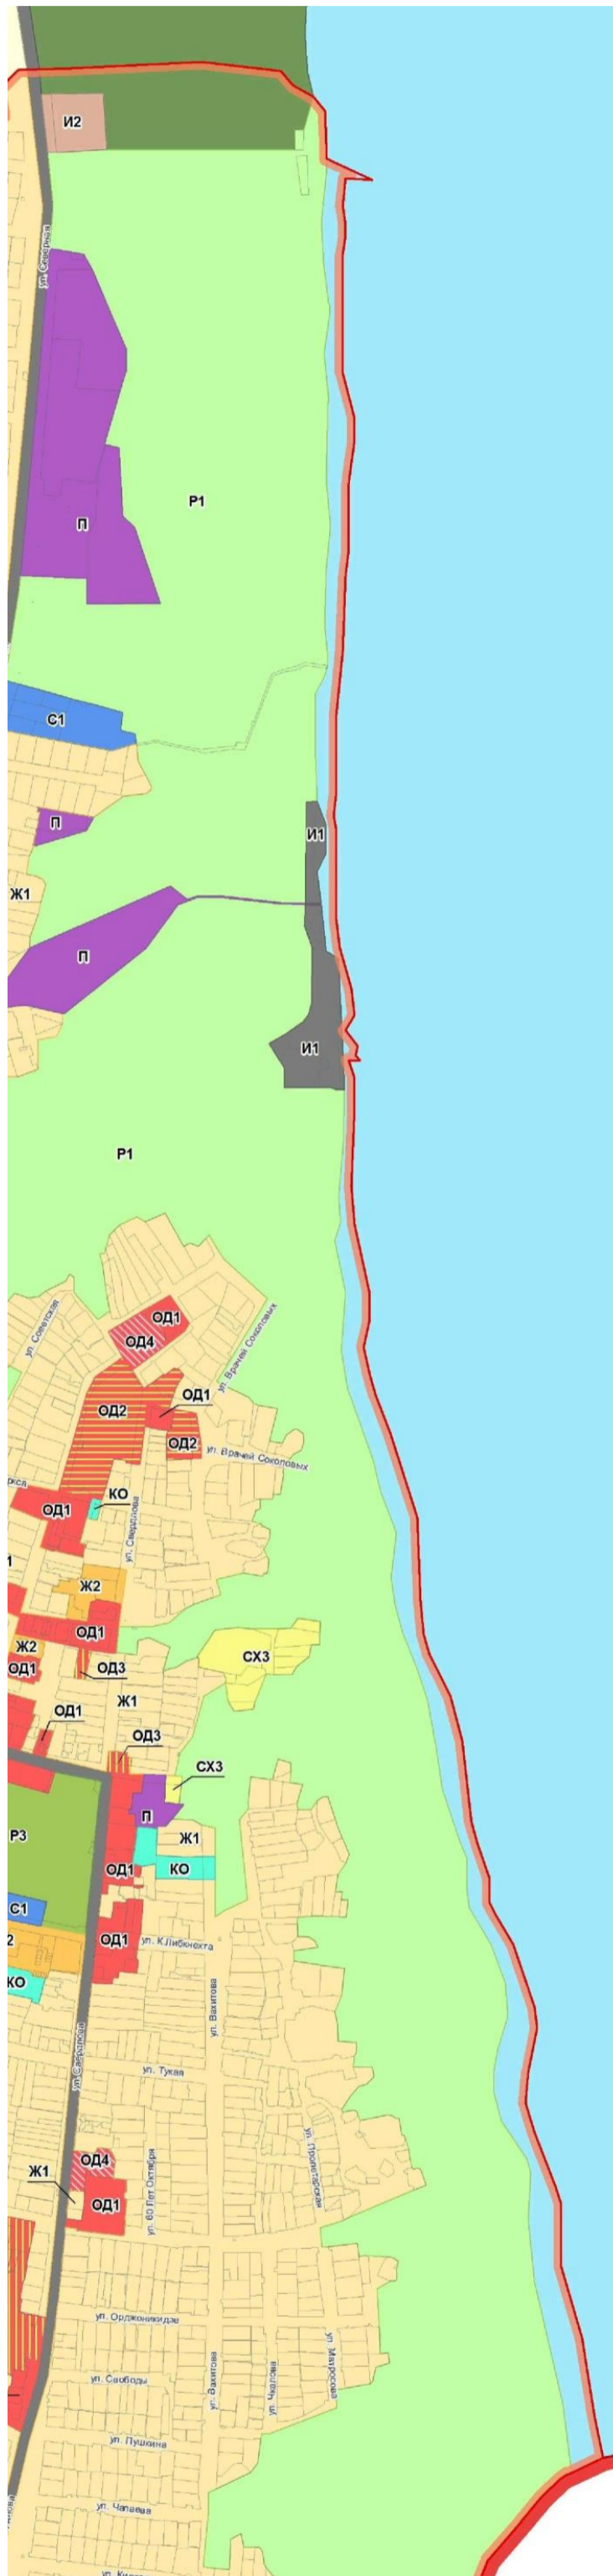 И2
ул. Северная
Р1
П
С1
П
И1
Ж1
П
И1
Р1
ОД1
ОД4
ул. Советская
ул. Врачей Соколовых
ОД1
ОД2
ОД2
ул. Врачей Соколовых
КО
ОД1
ул. Свердлова
Ж2
ОД1
Ж2
ОД1
СХ3
ОД3
Ж1
ОД1
ОД3
СХ3
П
Р3
Ж1
ОД1
КО
С1
ОД1
ул. К.Либкнехта
КО
ул. Вахитова
ул. Свердлова
ул. Тукая
ОД4
Ж1
ул. Пролетарская
ул. 60 Лет Октября
ОД1
ул. Орджоникидзе
ул. Вахитова
ул. Чкалова
ул. Матросова
ул. Свободы
ул. Пушкина
ул. Чапаева